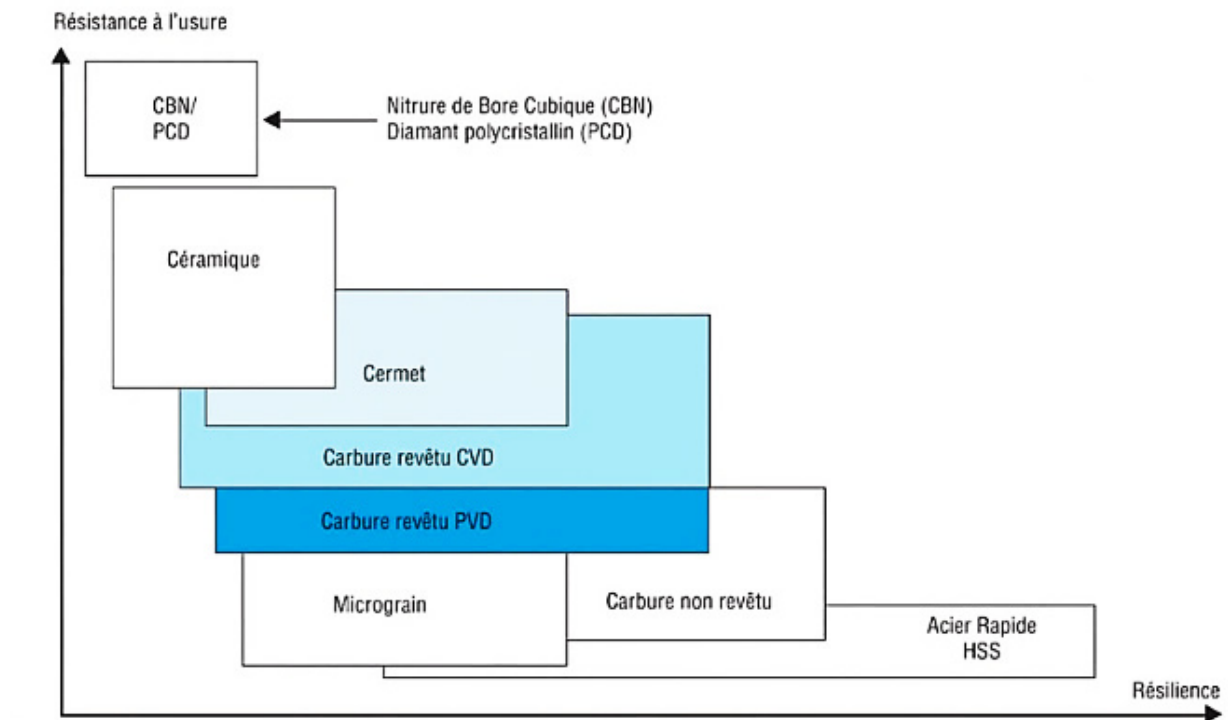 Résistance à l'usure
CBN/
PCD
Nitrure de Bore Cubique (CBN)
Diamant polycristallin (PCD)
Céramique
Cermet
Carbure revêtu CVD
Carbure revêtu PVD
Micrograin
Carbure non revêtu
Acier Rapide
HSS
Résilience